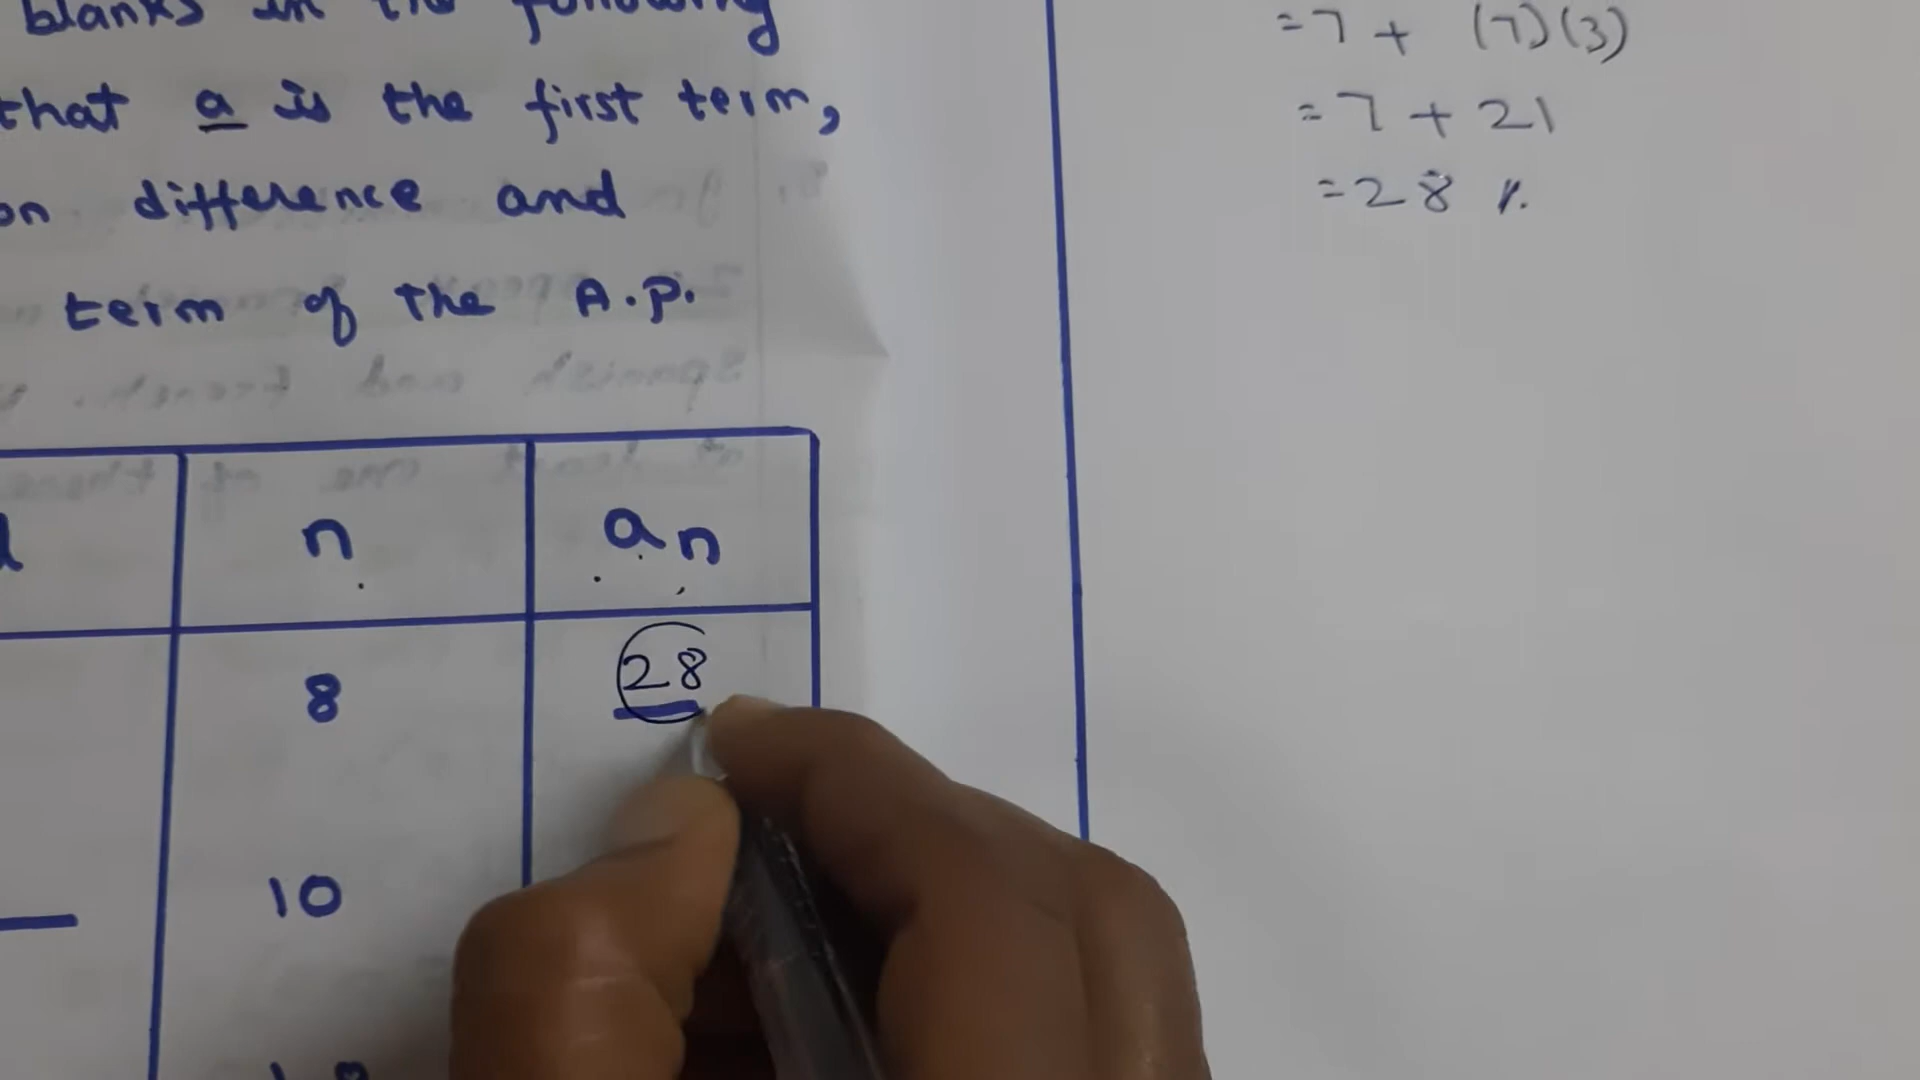 blanks in the following
that a is the first term,
on difference and
term of the A.P.
n an
8 28
10
18
= 7 + (7)(3)
= 7 + 21
= 28